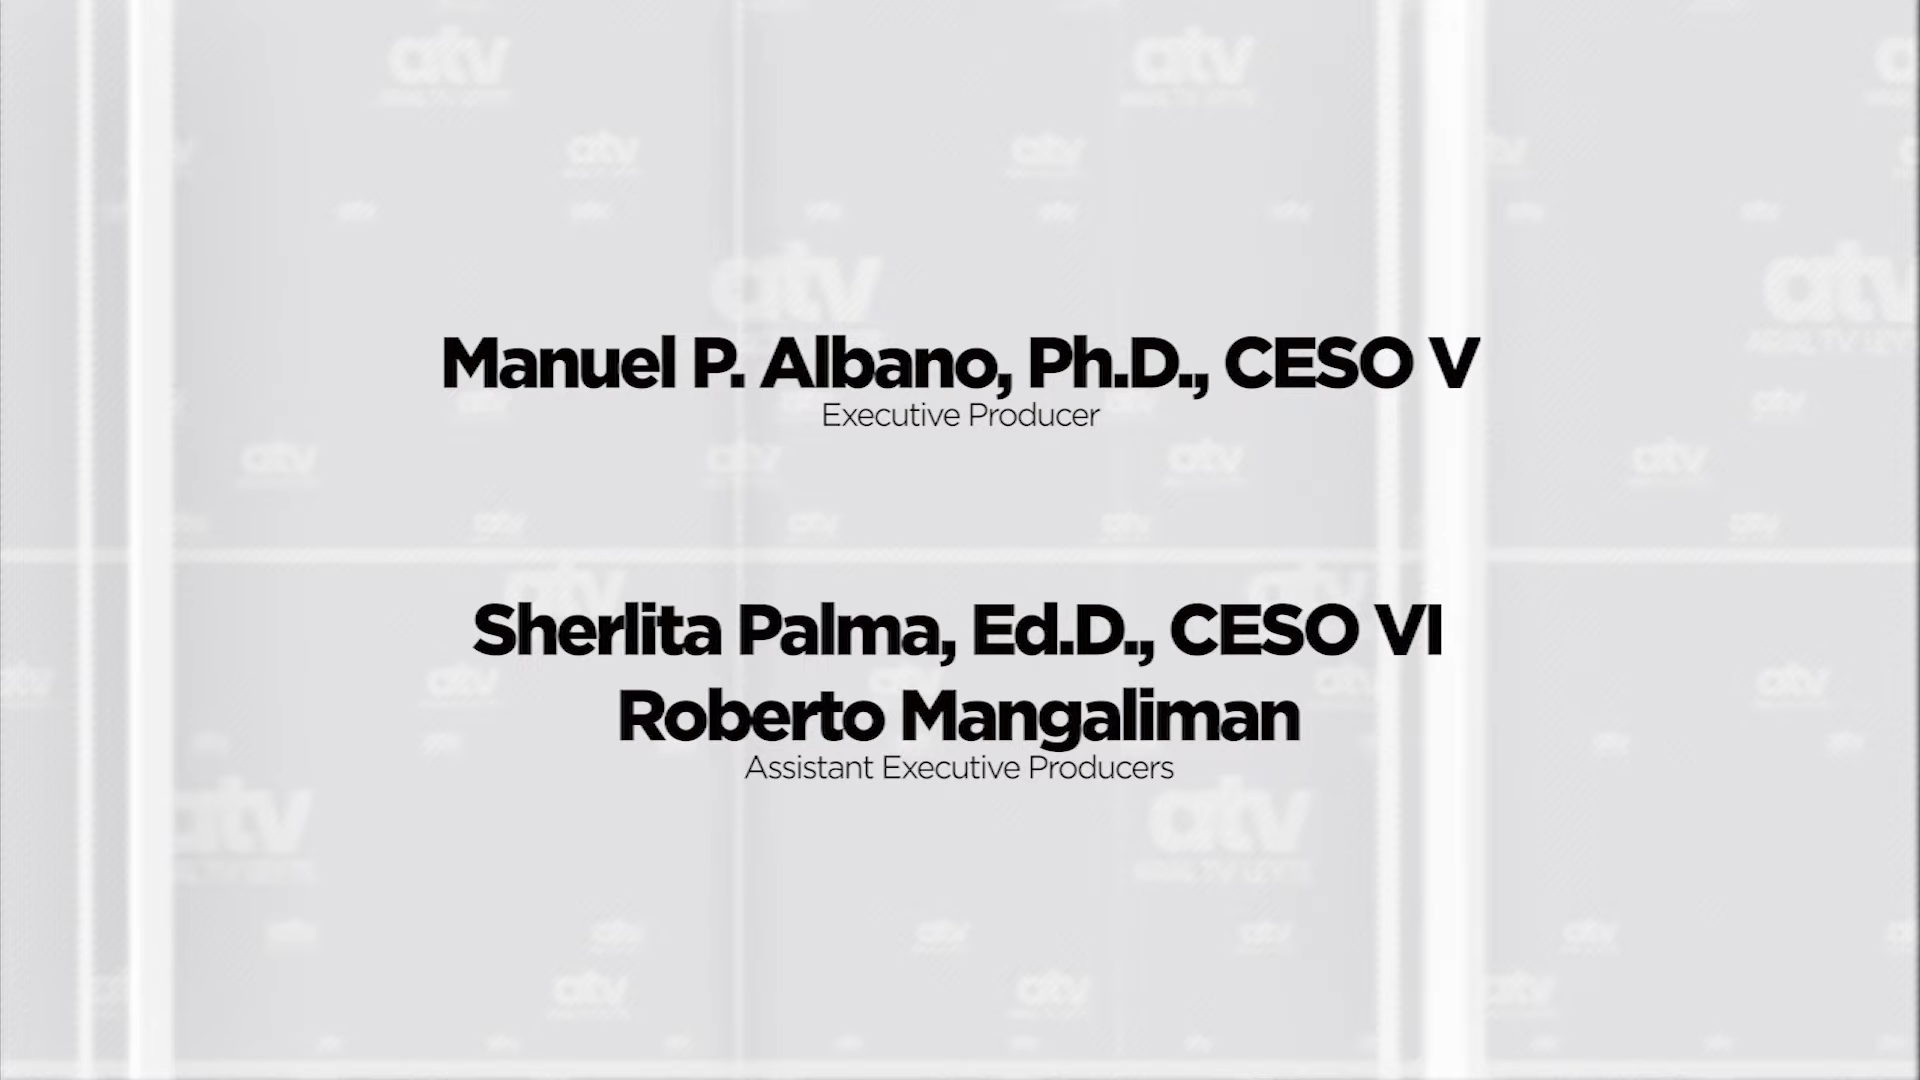 Manuel P. Albano, Ph.D., CESO V
Executive Producer
Sherlita Palma, Ed.D., CESO VI
Roberto Mangaliman
Assistant Executive Producers